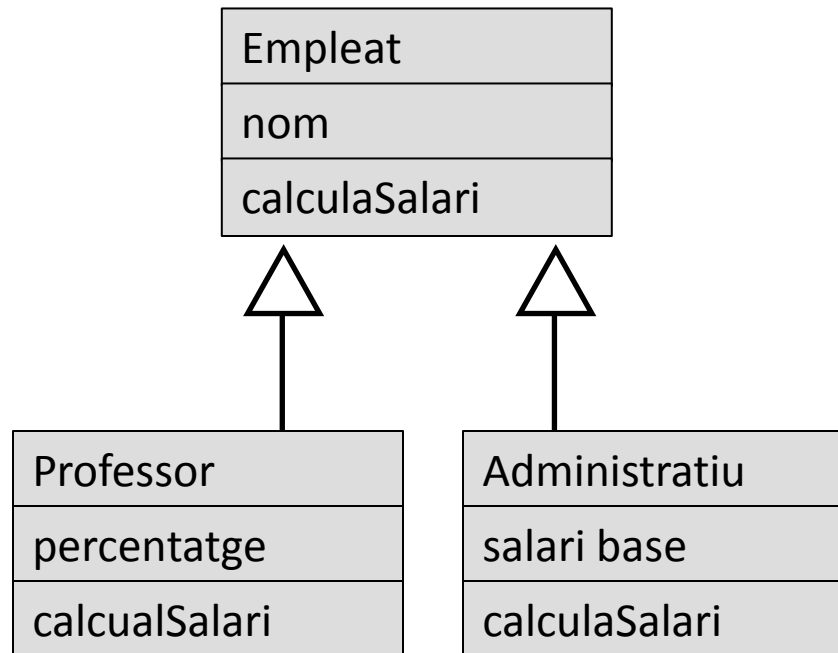 Empleat
nom
calculaSalari
Professor
percentatge
calcualSalari
Administratiu
salari base
calculaSalari